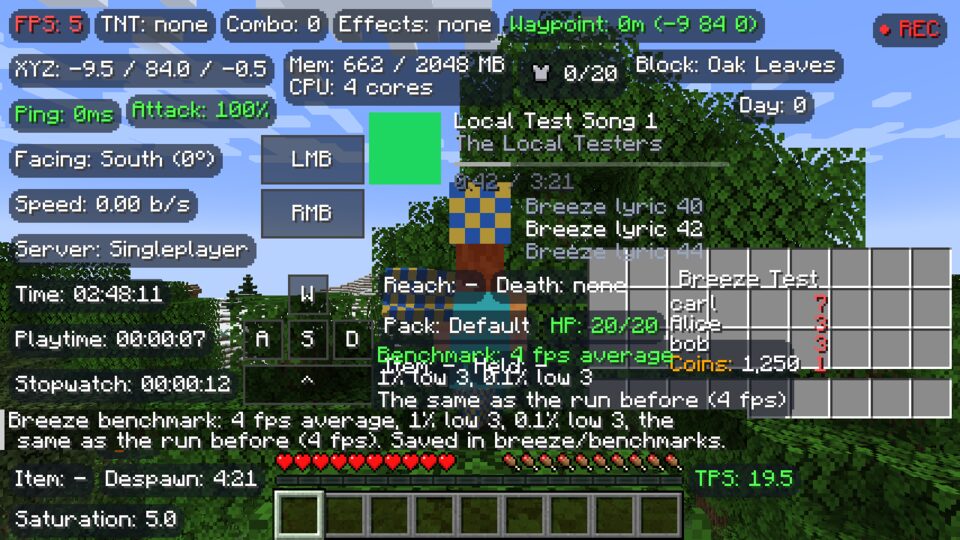 FPS: 5
TNT: none
Combo: 0
Effects: none
Waypoint: 0m (-9 84 0)
REC
XYZ: -9.5 / 84.0 / -0.5
Mem: 662 / 2048 MB
CPU: 4 cores
0/20
Block: Oak Leaves
Ping: 0ms
Attack: 100%
Day: 0
Local Test Song 1
The Local Testers
0:42 / 3:21
Facing: South (0°)
LMB
RMB
Speed: 0.00 b/s
Breeze lyric 40
Breeze lyric 42
Breeze lyric 44
Server: Singleplayer
Time: 02:48:11
W
Reach: -
Death: none
Breeze Test
carl 7
Alice 3
bob 3
Coins: 1,250 1
Playtime: 00:00:07
A
S
D
Pack: Default
HP: 20/20
Benchmark: 4 fps average
Item: -
Held: -
1% low 3, 0.1% low 3
The same as the run before (4 fps)
Stopwatch: 00:00:12
^
Breeze benchmark: 4 fps average, 1% low 3, 0.1% low 3, the
same as the run before (4 fps). Saved in breeze/benchmarks.
Item: -
Despawn: 4:21
TPS: 19.5
Saturation: 5.0